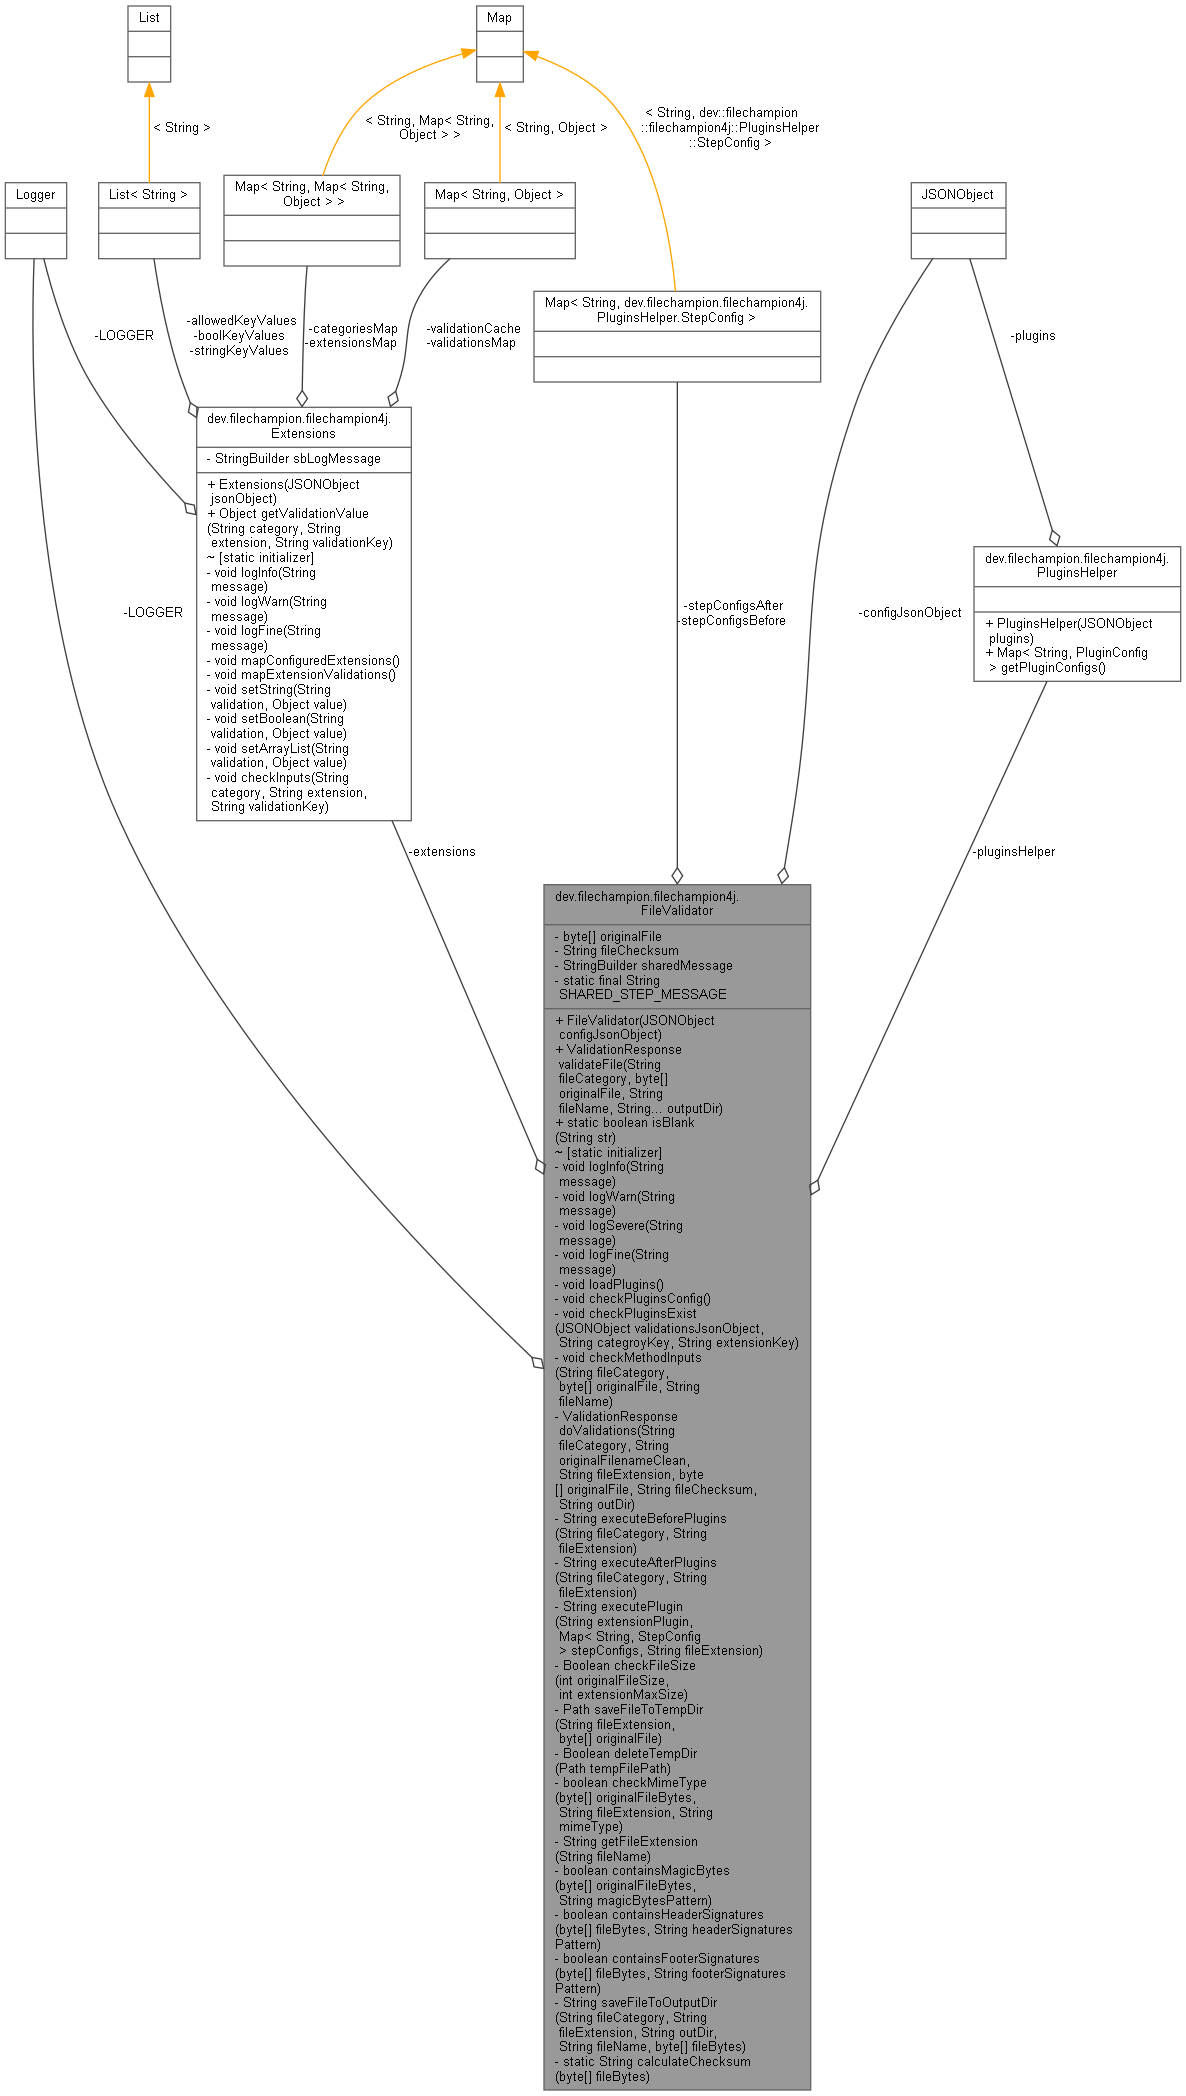 List
Map
< String >
< String, Map< String,
Object > >
< String, Object >
< String, dev::filechampion
::filechampion4j::PluginsHelper
::StepConfig >
Logger
List< String >
Map< String, Map< String,
Object > >
Map< String, Object >
JSONObject
Map< String, dev.filechampion.filechampion4j.
PluginsHelper.StepConfig >
-LOGGER
-allowedKeyValues
-boolKeyValues
-stringKeyValues
-categoriesMap
-extensionsMap
-validationCache
-validationsMap
-plugins
dev.filechampion.filechampion4j.
Extensions
- StringBuilder sbLogMessage
+ Extensions(JSONObject
jsonObject)
+ Object getValidationValue
(String category, String
extension, String validationKey)
~ [static initializer]
- void logInfo(String
message)
- void logWarn(String
message)
- void logFine(String
message)
- void mapConfiguredExtensions()
- void mapExtensionValidations()
- void setString(String
validation, Object value)
- void setBoolean(String
validation, Object value)
- void setArrayList(String
validation, Object value)
- void checkInputs(String
category, String extension,
String validationKey)
-LOGGER
-stepConfigsAfter
-stepConfigsBefore
-configJsonObject
dev.filechampion.filechampion4j.
PluginsHelper
+ PluginsHelper(JSONObject
plugins)
+ Map< String, PluginConfig
> getPluginConfigs()
-extensions
-pluginsHelper
dev.filechampion.filechampion4j.
FileValidator
- byte[] originalFile
- String fileChecksum
- StringBuilder sharedMessage
- static final String
SHARED_STEP_MESSAGE
+ FileValidator(JSONObject
configJsonObject)
+ ValidationResponse
validateFile(String
fileCategory, byte[]
originalFile, String
fileName, String... outputDir)
+ static boolean isBlank
(String str)
~ [static initializer]
- void logInfo(String
message)
- void logWarn(String
message)
- void logSevere(String
message)
- void logFine(String
message)
- void loadPlugins()
- void checkPluginsConfig()
- void checkPluginsExist
(JSONObject validationsJsonObject,
String categroyKey, String extensionKey)
- void checkMethodInputs
(String fileCategory,
byte[] originalFile, String
fileName)
- ValidationResponse
doValidations(String
fileCategory, String
originalFilenameClean,
String fileExtension, byte
[] originalFile, String fileChecksum,
String outDir)
- String executeBeforePlugins
(String fileCategory, String
fileExtension)
- String executeAfterPlugins
(String fileCategory, String
fileExtension)
- String executePlugin
(String extensionPlugin,
Map< String, StepConfig
> stepConfigs, String fileExtension)
- Boolean checkFileSize
(int originalFileSize,
int extensionMaxSize)
- Path saveFileToTempDir
(String fileExtension,
byte[] originalFile)
- Boolean deleteTempDir
(Path tempFilePath)
- boolean checkMimeType
(byte[] originalFileBytes,
String fileExtension, String
mimeType)
- String getFileExtension
(String fileName)
- boolean containsMagicBytes
(byte[] originalFileBytes,
String magicBytesPattern)
- boolean containsHeaderSignatures
(byte[] fileBytes, String headerSignatures
Pattern)
- boolean containsFooterSignatures
(byte[] fileBytes, String footerSignatures
Pattern)
- String saveFileToOutputDir
(String fileCategory, String
fileExtension, String outDir,
String fileName, byte[] fileBytes)
- static String calculateChecksum
(byte[] fileBytes)